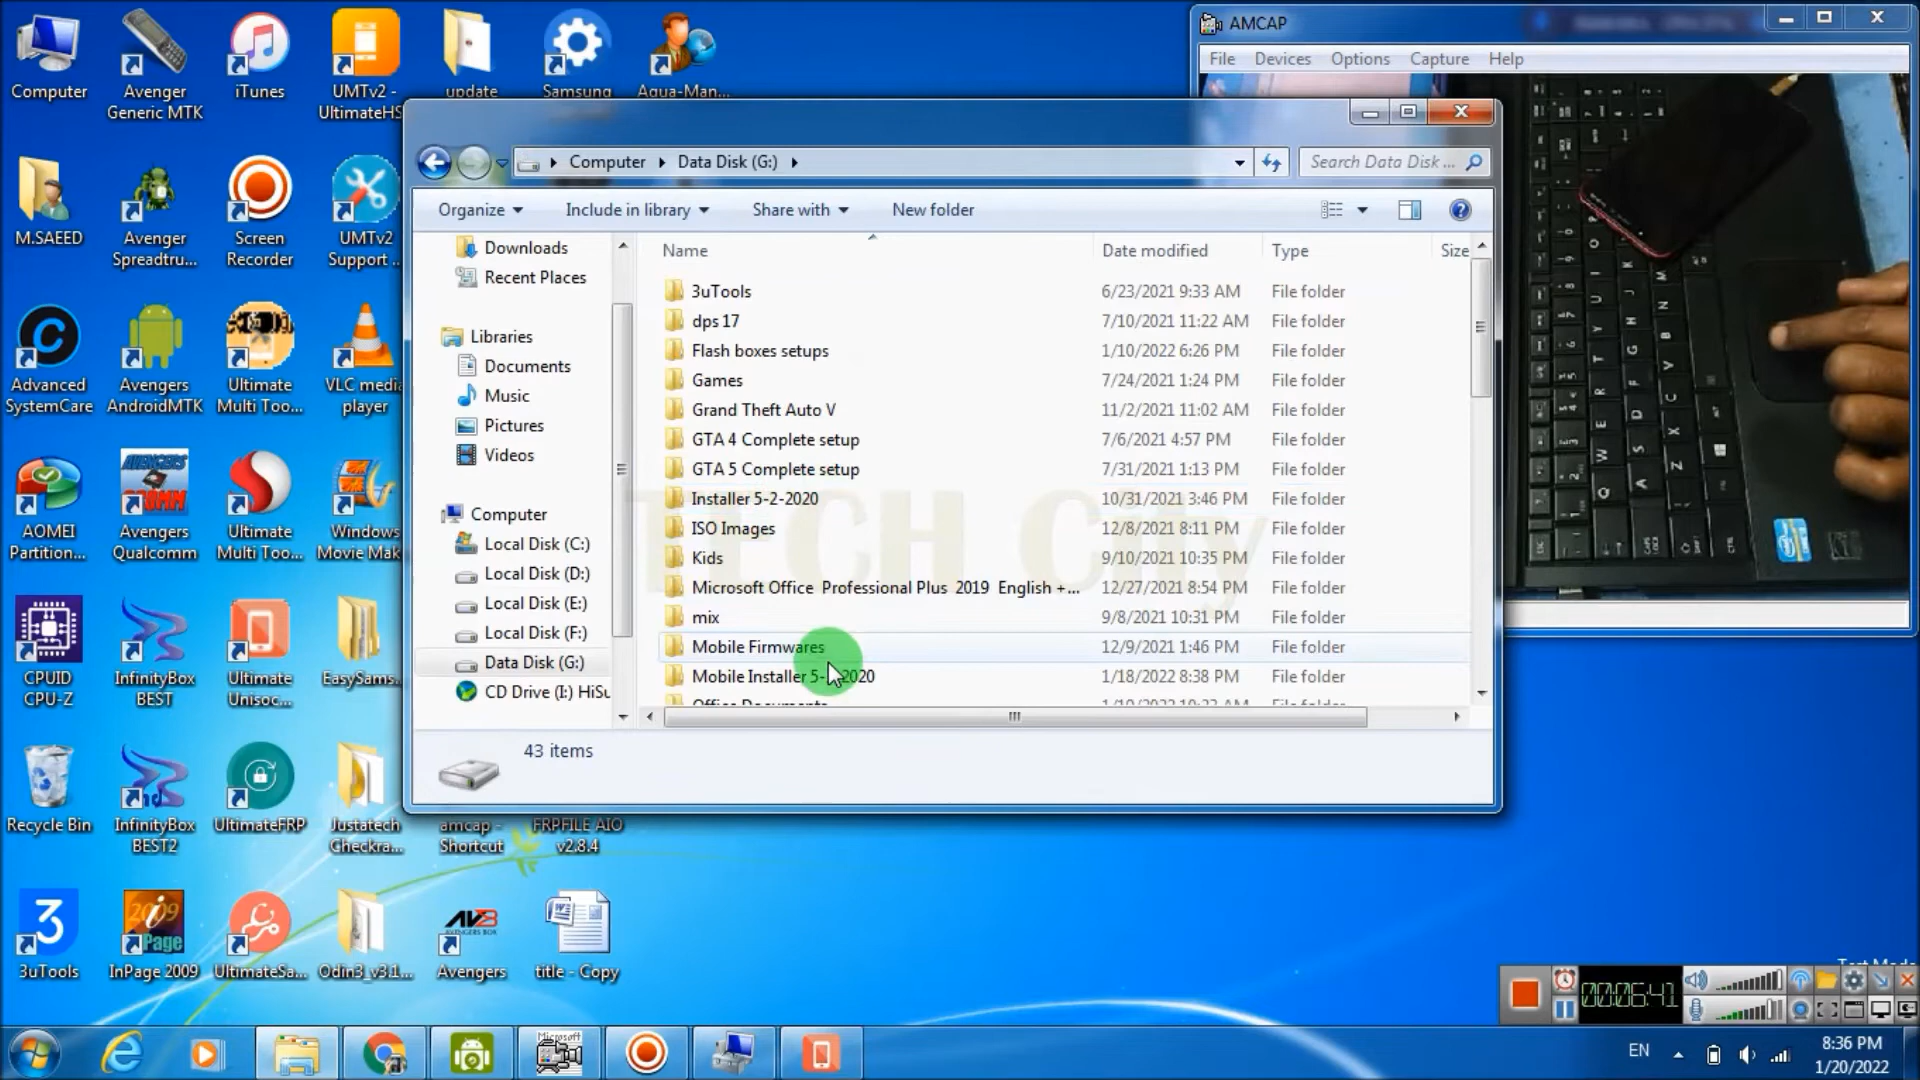 Computer
Avenger
Generic MTK
iTunes
UMTv2 -
UltimateHS
update
Samsung
Aqua-Man...
AMCAP
File Devices Options Capture Help
Computer Data Disk (G:)
Search Data Disk ...
Organize Include in library Share with New folder
Name Date modified Type Size
Downloads
Recent Places
Libraries
Documents
Music
Pictures
Videos
Computer
Local Disk (C:)
Local Disk (D:)
Local Disk (E:)
Local Disk (F:)
Data Disk (G:)
CD Drive (I:) HiSu
3uTools 6/23/2021 9:33 AM File folder
dps 17 7/10/2021 11:22 AM File folder
Flash boxes setups 1/10/2022 6:26 PM File folder
Games 7/24/2021 1:24 PM File folder
Grand Theft Auto V 11/2/2021 11:02 AM File folder
GTA 4 Complete setup 7/6/2021 4:57 PM File folder
GTA 5 Complete setup 7/31/2021 1:13 PM File folder
Installer 5-2-2020 10/31/2021 3:46 PM File folder
ISO Images 12/8/2021 8:11 PM File folder
Kids 9/10/2021 10:35 PM File folder
Microsoft Office Professional Plus 2019 English +... 12/27/2021 8:54 PM File folder
mix 9/8/2021 10:31 PM File folder
Mobile Firmwares 12/9/2021 1:46 PM File folder
Mobile Installer 5- 2020 1/18/2022 8:38 PM File folder
TECH City
43 items
M.SAEED
Avenger
Spreadtru...
Screen
Recorder
UMTv2
Support ...
Advanced
SystemCare
Avengers
AndroidMTK
Ultimate
Multi Too...
VLC media
player
AOMEI
Partition...
Avengers
Qualcomm
Ultimate
Multi Too...
Windows
Movie Mak
CPUID
CPU-Z
InfinityBox
BEST
Ultimate
Unisoc...
EasySams
Recycle Bin
InfinityBox
BEST2
UltimateFRP
Justatech
Checkra...
amcap -
Shortcut
FRPFILE AIO
v2.8.4
3uTools
InPage 2009
UltimateSa...
Odin3_v3.1...
Avengers
title - Copy
00:06:41
EN
8:36 PM
1/20/2022